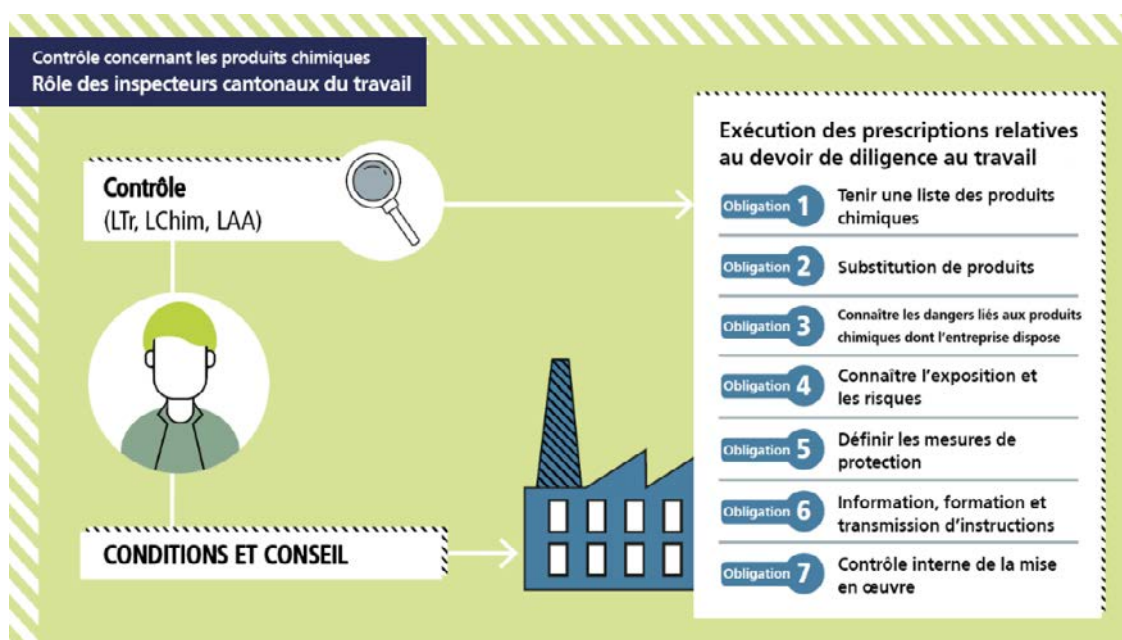 Contrôle concernant les produits chimiques
Rôle des inspecteurs cantonaux du travail
Contrôle
(LTr, LChim, LAA)
CONDITIONS ET CONSEIL
Exécution des prescriptions relatives
au devoir de diligence au travail
Obligation 1
Tenir une liste des produits
chimiques
Obligation 2
Substitution de produits
Obligation 3
Connaître les dangers liés aux produits
chimiques dont l'entreprise dispose
Obligation 4
Connaître l'exposition et
les risques
Obligation 5
Définir les mesures de
protection
Obligation 6
Information, formation et
transmission d'instructions
Obligation 7
Contrôle interne de la mise
en œuvre